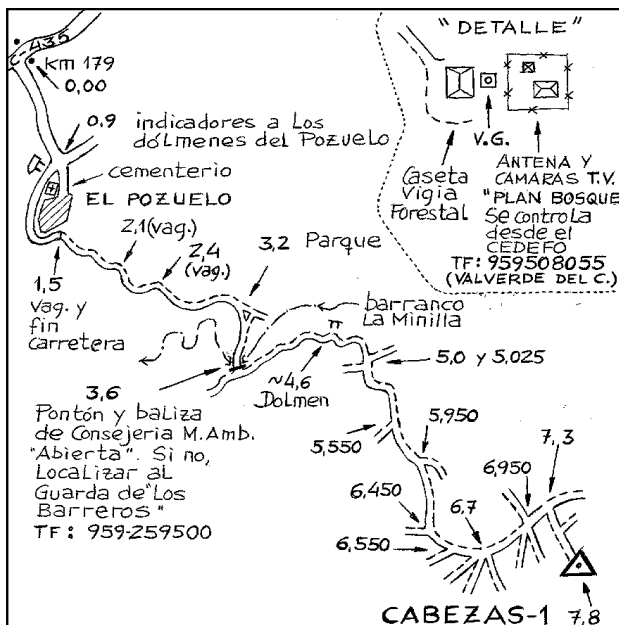 435
Km 179
0,00
0,9
indicadores a Los
dólmenes del Pozuelo
cementerio
EL POZUELO
2,1 (vag.)
2,4
(vag.)
3,2 Parque
1,5
vag. y
fin
carretera
barranco
La Minilla
3,6
Pontón y baliza
de Consejeria M.Amb.
"Abierta". Si no,
Localizar al
Guarda de "Los
Barreros"
TF: 959-259500
~4,6
Dolmen
5,0 y 5,025
5,550
5,950
6,450
6,550
6,7
6,950
7,3
CABEZAS-1
7,8
"DETALLE"
V.G.
Caseta
Vigia
Forestal
ANTENA Y
CAMARAS T.V.
"PLAN BOSQUE
Se controla
desde el
CEDEFO
TF: 959508055
(VALVERDE DEL C.)